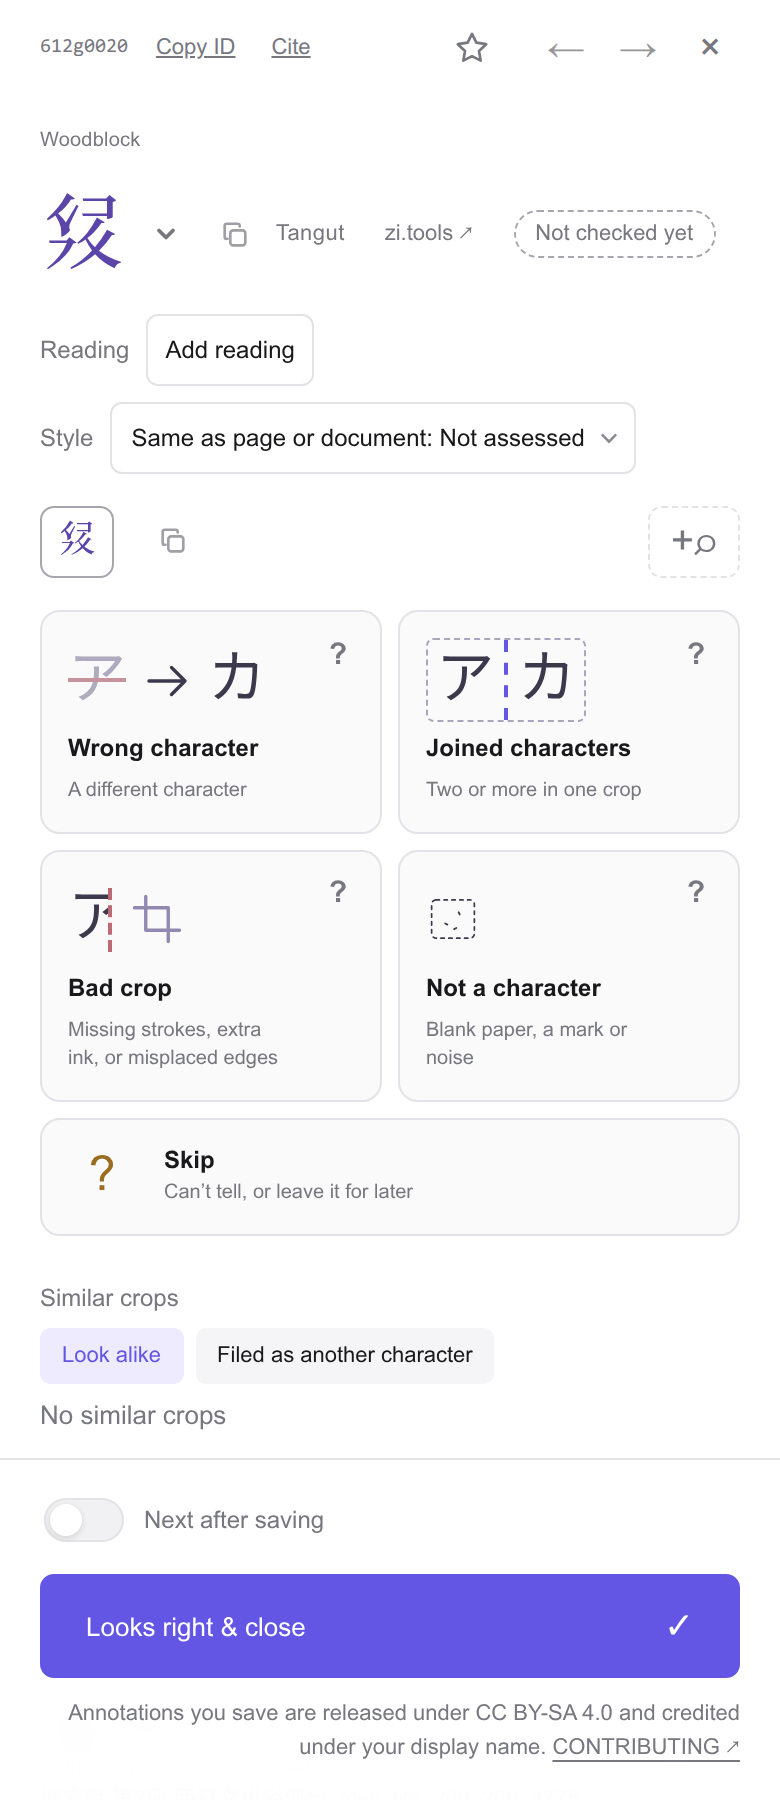 612g0020 Copy ID Cite
Woodblock
Tangut zi.tools ↗ Not checked yet
Reading Add reading
Style Same as page or document: Not assessed
ア → カ ?
Wrong character
A different character
ア カ ?
Joined characters
Two or more in one crop
ア ?
Bad crop
Missing strokes, extra
ink, or misplaced edges
?
Not a character
Blank paper, a mark or
noise
? Skip
Can’t tell, or leave it for later
Similar crops
Look alike Filed as another character
No similar crops
Next after saving
Looks right & close ✓
Annotations you save are released under CC BY-SA 4.0 and credited
under your display name. CONTRIBUTING ↗